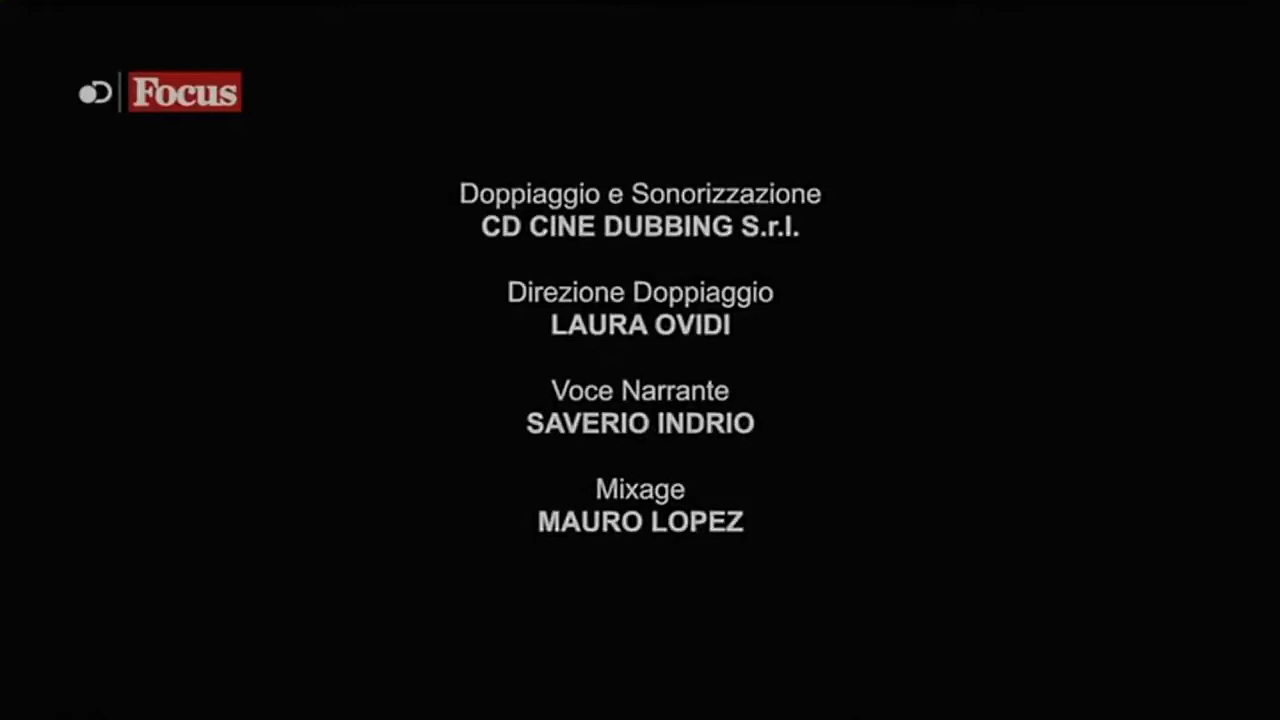 Focus
Doppiaggio e Sonorizzazione
CD CINE DUBBING S.r.l.
Direzione Doppiaggio
LAURA OVIDI
Voce Narrante
SAVERIO INDRIO
Mixage
MAURO LOPEZ